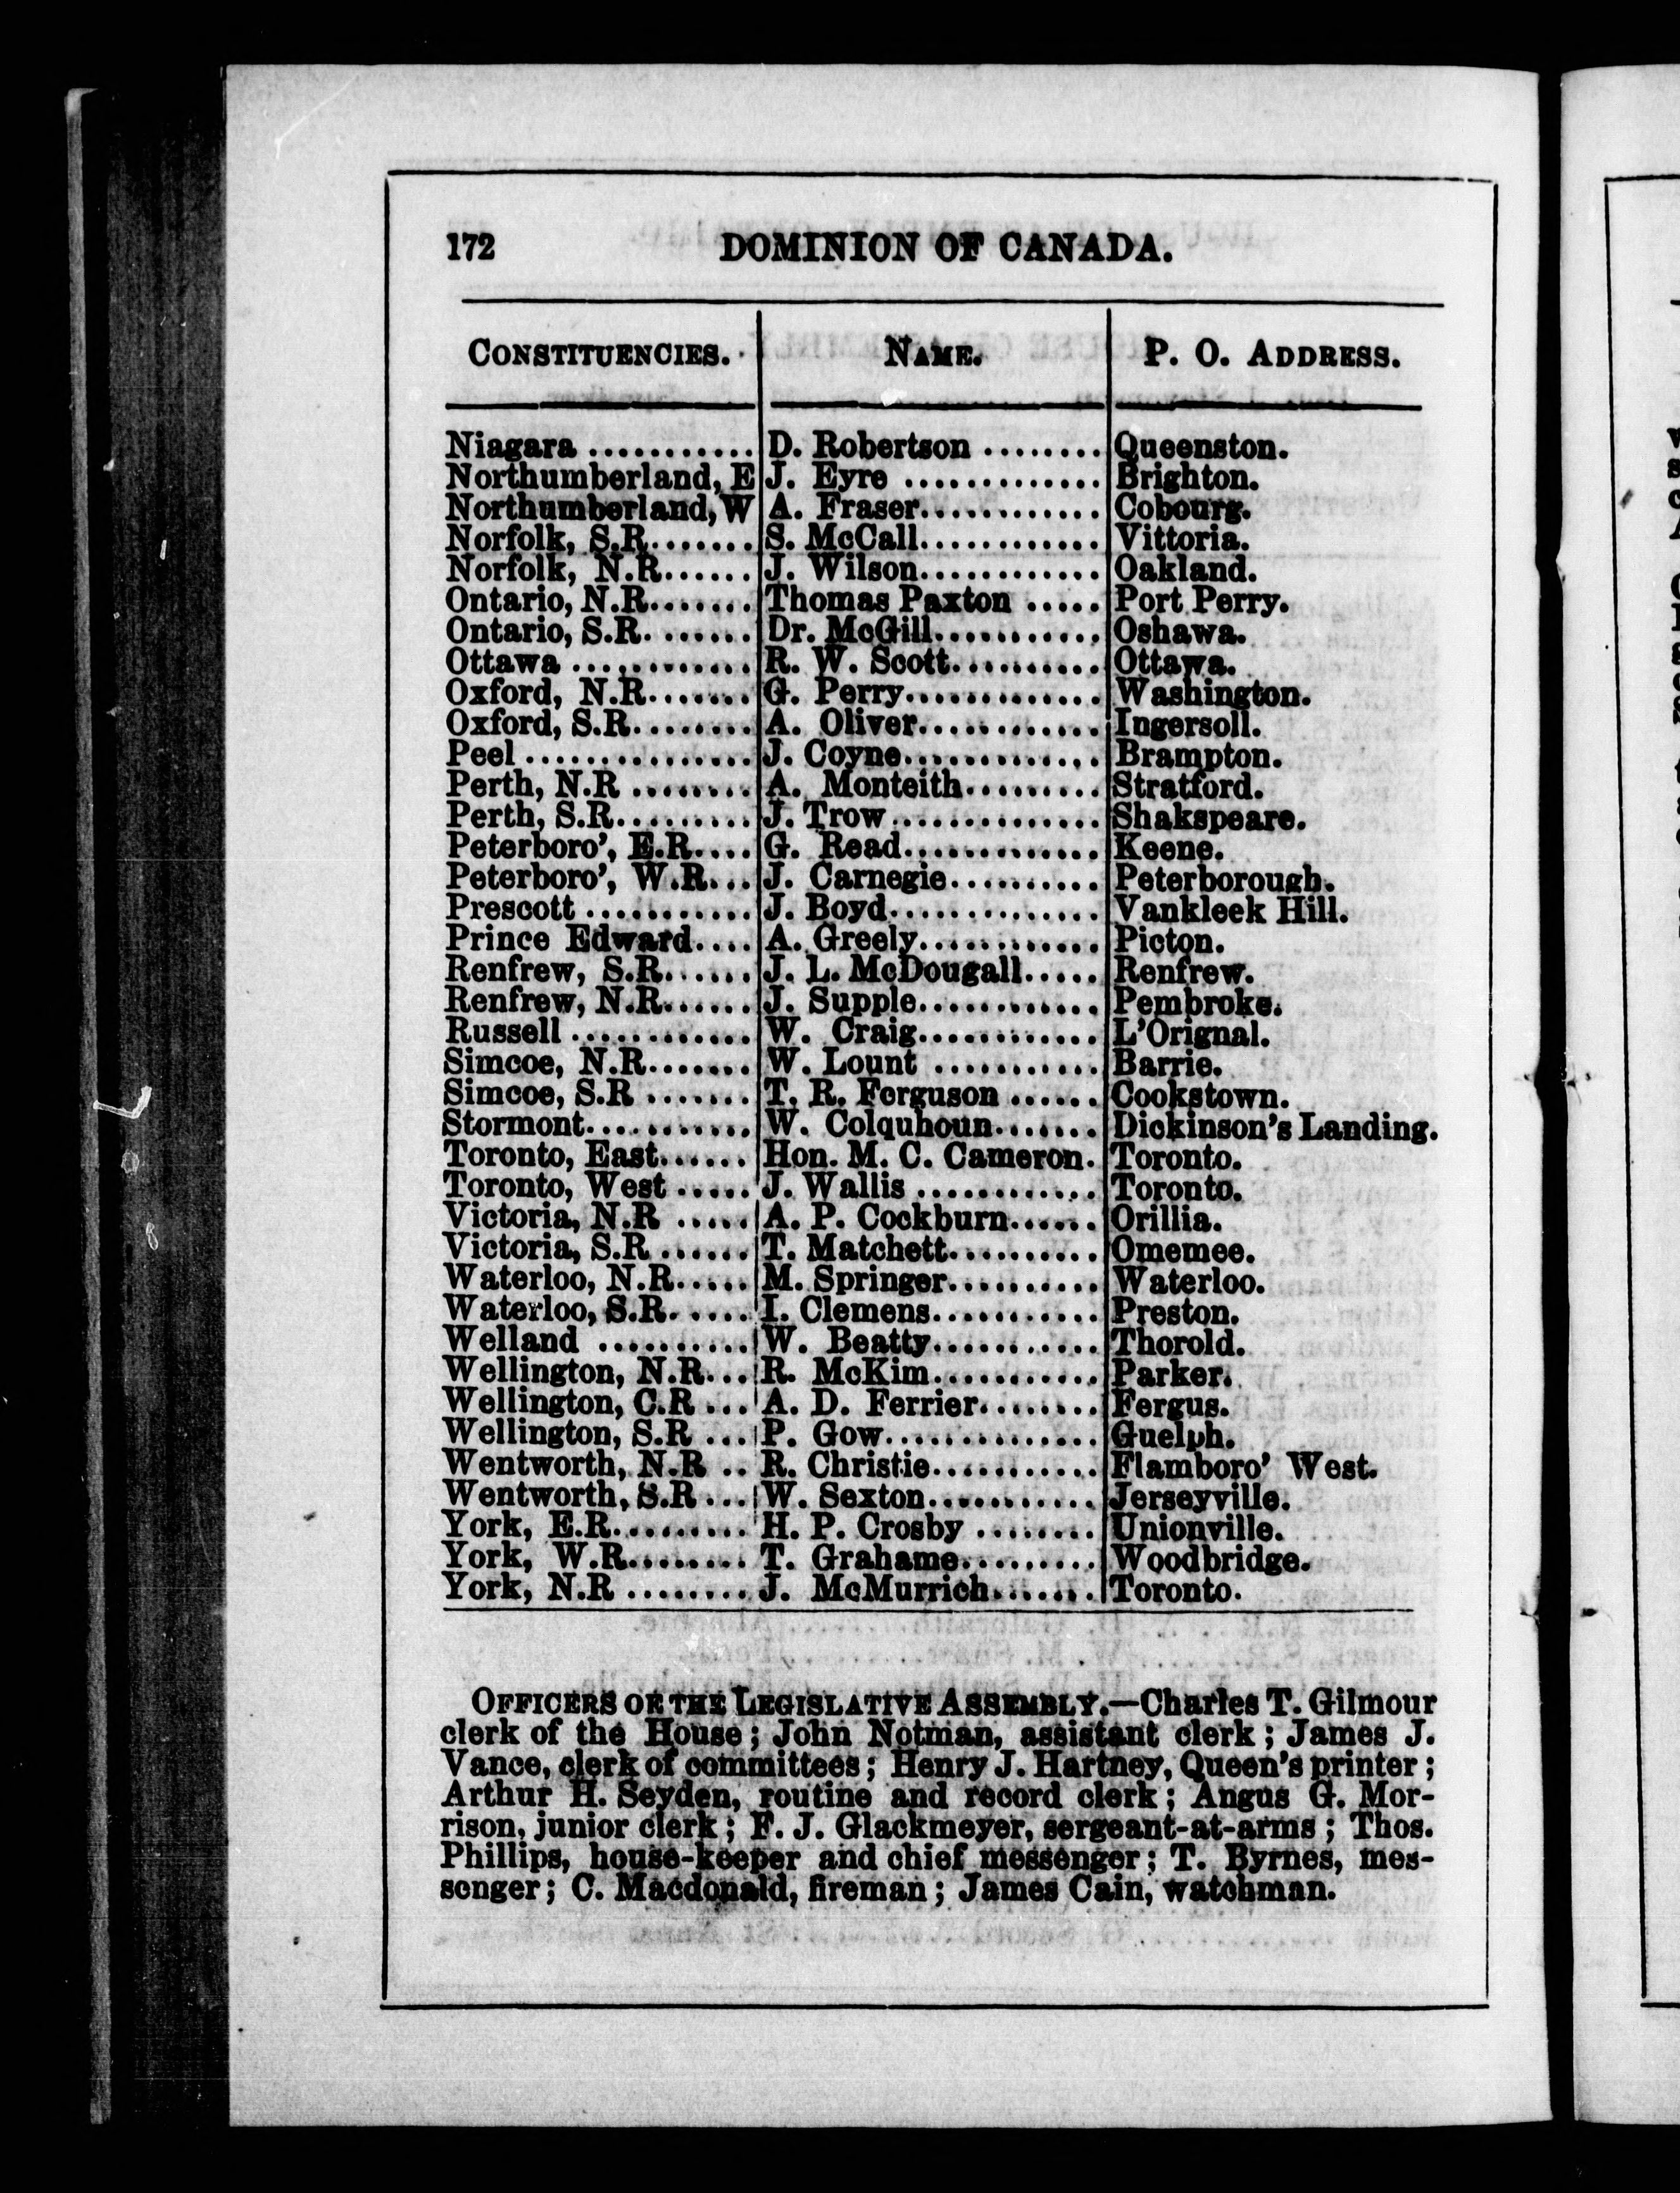 172 DOMINION OF CANADA.
CONSTITUENCIES. NAME. P. O. ADDRESS.
Niagara ........... D. Robertson ........ Queenston.
Northumberland, E J. Eyre ............. Brighton.
Northumberland, W A. Fraser............ Cobourg.
Norfolk, S.R....... S. McCall............ Vittoria.
Norfolk, N.R...... J. Wilson............ Oakland.
Ontario, N.R....... Thomas Paxton ..... Port Perry.
Ontario, S.R....... Dr. McGill........... Oshawa.
Ottawa ............ R. W. Scott.......... Ottawa.
Oxford, N.R....... G. Perry............. Washington.
Oxford, S.R........ A. Oliver............ Ingersoll.
Peel ............... J. Coyne............. Brampton.
Perth, N.R ........ A. Monteith......... Stratford.
Perth, S.R......... J. Trow.............. Shakspeare.
Peterboro', E.R.... G. Read............. Keene.
Peterboro', W.R... J. Carnegie.......... Peterborough.
Prescott ........... J. Boyd.............. Vankleek Hill.
Prince Edward.... A. Greely............ Picton.
Renfrew, S.R...... J. L. McDougall..... Renfrew.
Renfrew, N.R...... J. Supple............ Pembroke.
Russell ............ W. Craig............ L'Orignal.
Simcoe, N.R....... W. Lount ........... Barrie.
Simcoe, S.R ....... T. R. Ferguson ...... Cookstown.
Stormont........... W. Colquhoun....... Dickinson's Landing.
Toronto, East...... Hon. M. C. Cameron. Toronto.
Toronto, West ..... J. Wallis ............ Toronto.
Victoria, N.R ..... A. P. Cockburn...... Orillia.
Victoria, S.R ...... T. Matchett.......... Omemee.
Waterloo, N.R..... M. Springer.......... Waterloo.
Waterloo, S.R..... I. Clemens........... Preston.
Welland .......... W. Beatty........... Thorold.
Wellington, N.R... R. McKim........... Parker.
Wellington, C.R ... A. D. Ferrier........ Fergus.
Wellington, S.R ... P. Gow.............. Guelph.
Wentworth, N.R .. R. Christie........... Flamboro' West.
Wentworth, S.R ... W. Sexton........... Jerseyville.
York, E.R......... H. P. Crosby ........ Unionville.
York, W.R........ T. Grahame......... Woodbridge.
York, N.R ........ J. McMurrich....... Toronto.
OFFICERS OF THE LEGISLATIVE ASSEMBLY.—Charles T. Gilmour
clerk of the House; John Notman, assistant clerk; James J.
Vance, clerk of committees; Henry J. Hartney, Queen's printer;
Arthur H. Seyden, routine and record clerk; Angus G. Mor-
rison, junior clerk; F. J. Glackmeyer, sergeant-at-arms; Thos.
Phillips, house-keeper and chief messenger; T. Byrnes, mes-
senger; C. Macdonald, fireman; James Cain, watchman.